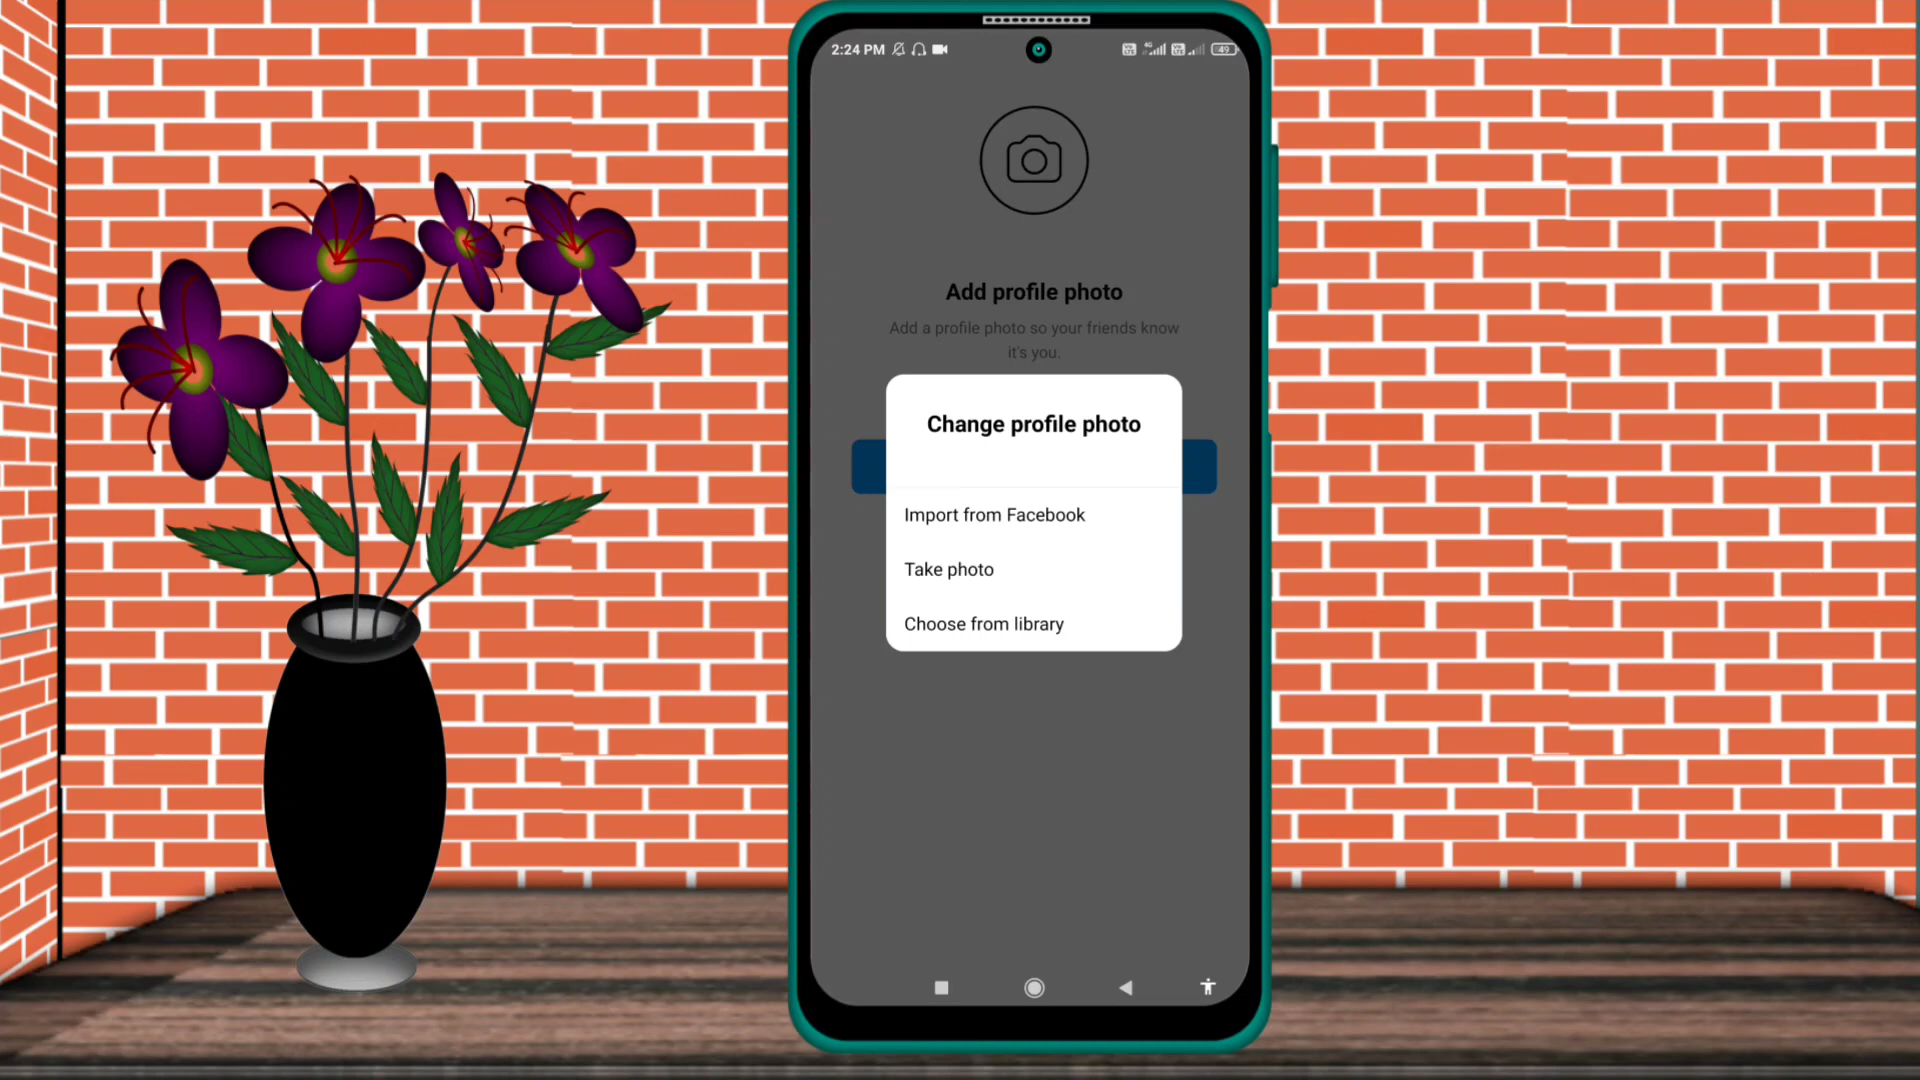 2:24 PM
49
Add profile photo
Add a profile photo so your friends know
it's you.
Change profile photo
Import from Facebook
Take photo
Choose from library